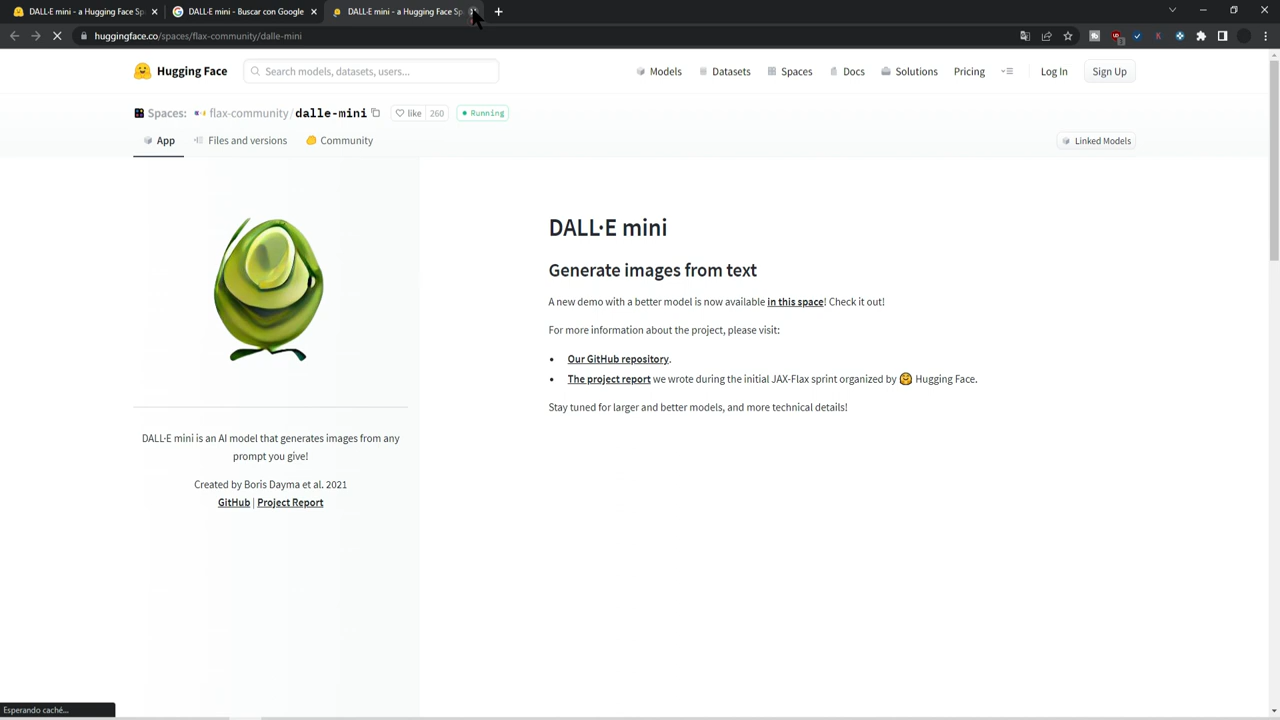 DALL·E mini - a Hugging Face Sp
DALL-E mini - Buscar con Google
DALL·E mini - a Hugging Face Sp
huggingface.co/spaces/flax-community/dalle-mini
Hugging Face
Search models, datasets, users...
Models
Datasets
Spaces
Docs
Solutions
Pricing
Log In
Sign Up
Spaces:
flax-community/dalle-mini
like
260
Running
App
Files and versions
Community
Linked Models
DALL·E mini
Generate images from text
A new demo with a better model is now available in this space! Check it out!
For more information about the project, please visit:
• Our GitHub repository.
• The project report we wrote during the initial JAX-Flax sprint organized by 🤗 Hugging Face.
Stay tuned for larger and better models, and more technical details!
DALL·E mini is an AI model that generates images from any
prompt you give!
Created by Boris Dayma et al. 2021
GitHub | Project Report
Esperando caché...